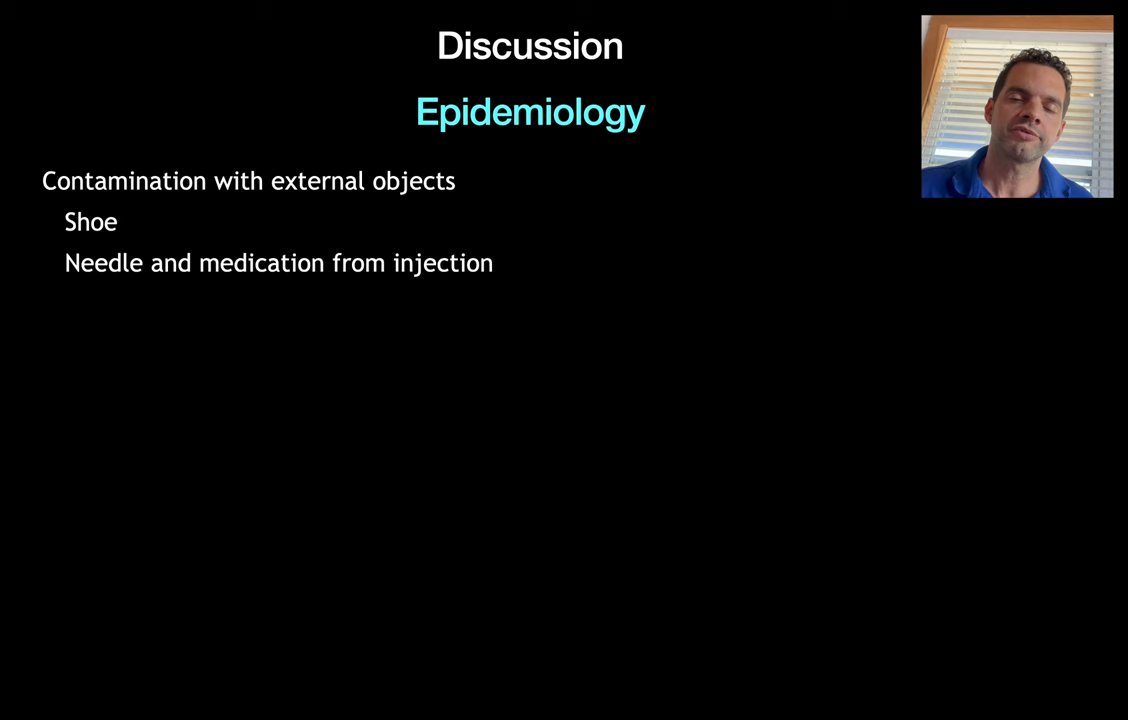 Discussion
Epidemiology
Contamination with external objects
Shoe
Needle and medication from injection